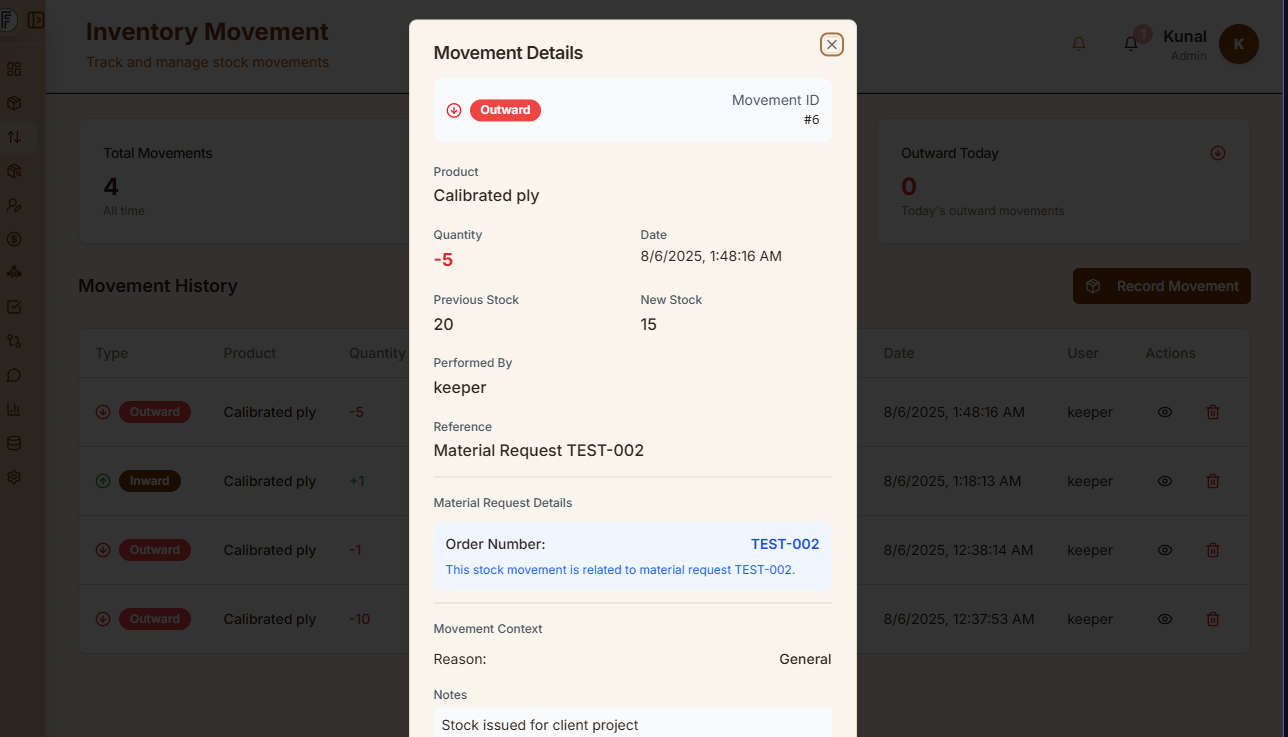 F
Inventory Movement
Track and manage stock movements
1
Kunal
Admin
K
Total Movements
4
All time
Outward Today
0
Today's outward movements
Movement History
Record Movement
Type Product Quantity Date User Actions
Outward Calibrated ply -5 8/6/2025, 1:48:16 AM keeper
Inward Calibrated ply +1 8/6/2025, 1:18:13 AM keeper
Outward Calibrated ply -1 8/6/2025, 12:38:14 AM keeper
Outward Calibrated ply -10 8/6/2025, 12:37:53 AM keeper
Movement Details
Outward
Movement ID
#6
Product
Calibrated ply
Quantity Date
-5 8/6/2025, 1:48:16 AM
Previous Stock New Stock
20 15
Performed By
keeper
Reference
Material Request TEST-002
Material Request Details
Order Number: TEST-002
This stock movement is related to material request TEST-002.
Movement Context
Reason: General
Notes
Stock issued for client project